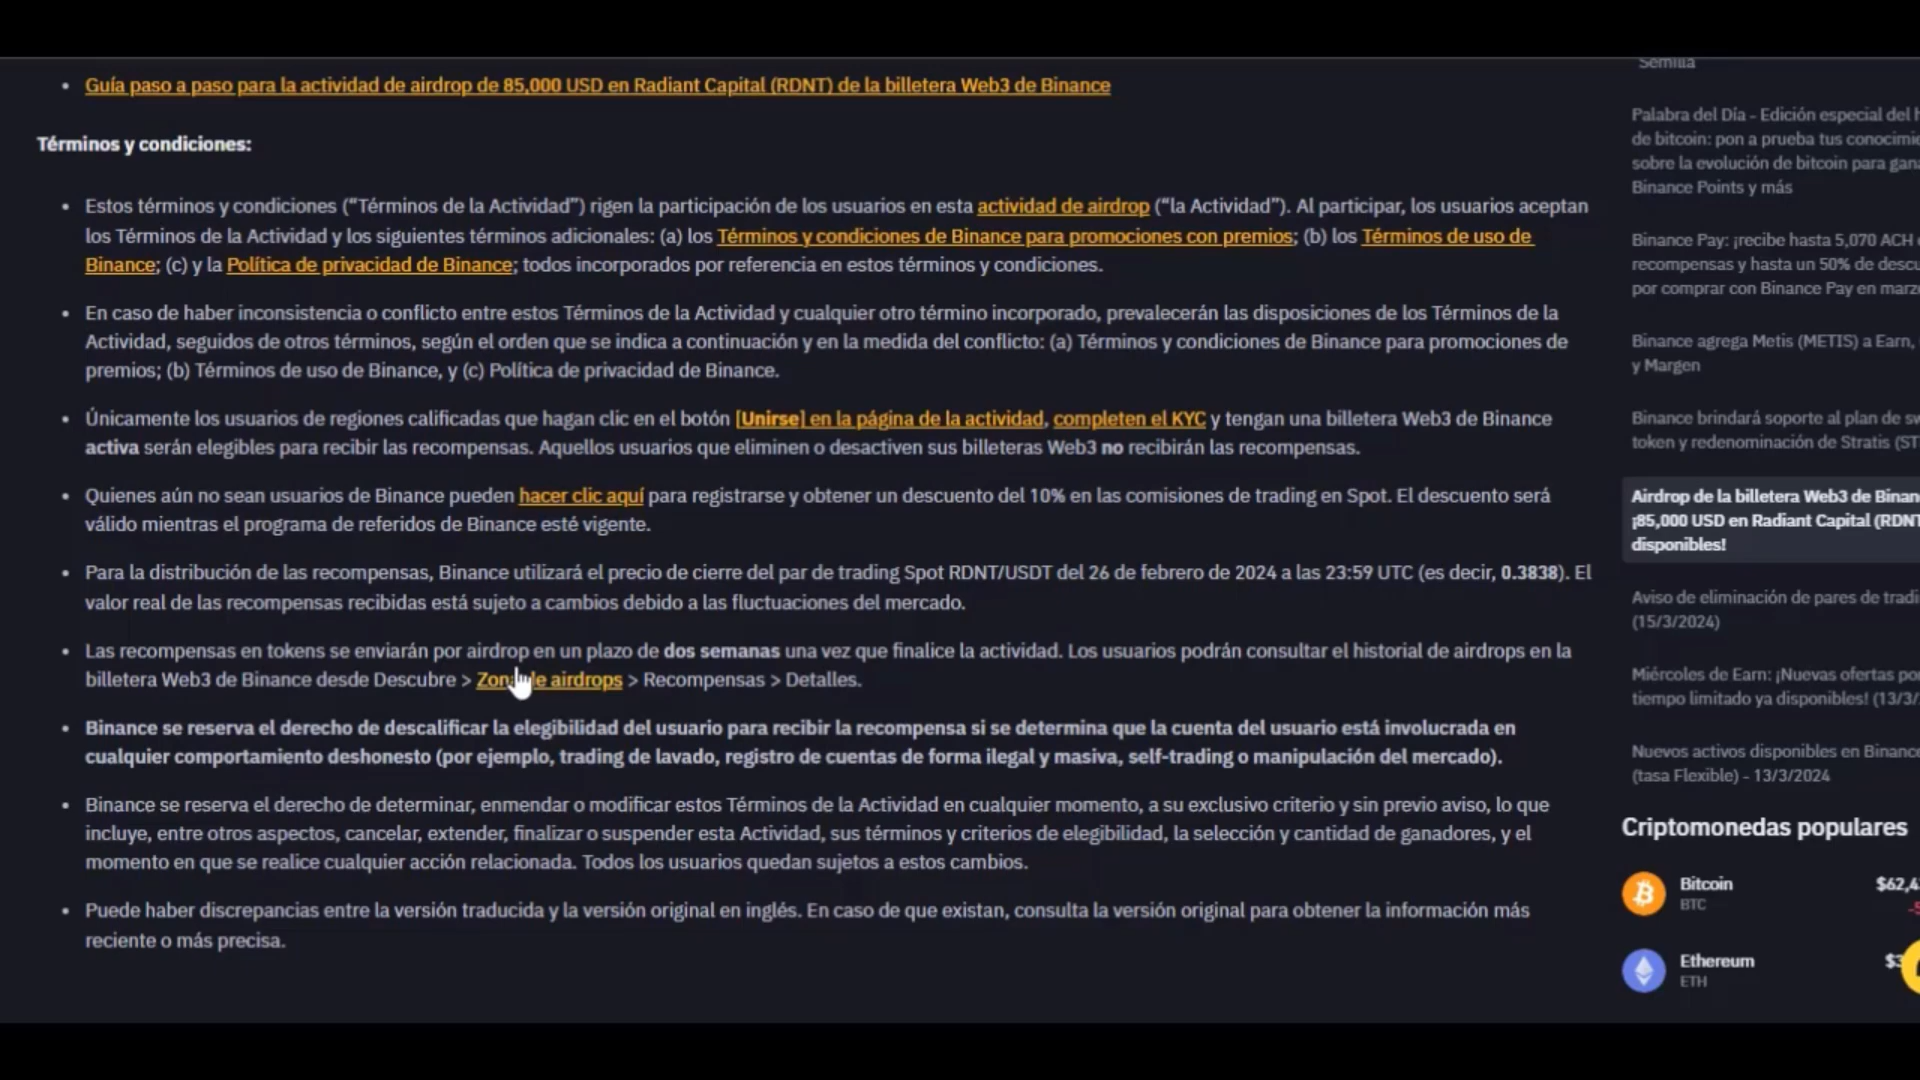 Guía paso a paso para la actividad de airdrop de 85,000 USD en Radiant Capital (RDNT) de la billetera Web3 de Binance
Términos y condiciones:
Estos términos y condiciones (“Términos de la Actividad”) rigen la participación de los usuarios en esta actividad de airdrop (“la Actividad”). Al participar, los usuarios aceptan
los Términos de la Actividad y los siguientes términos adicionales: (a) los Términos y condiciones de Binance para promociones con premios; (b) los Términos de uso de
Binance; (c) y la Política de privacidad de Binance; todos incorporados por referencia en estos términos y condiciones.
En caso de haber inconsistencia o conflicto entre estos Términos de la Actividad y cualquier otro término incorporado, prevalecerán las disposiciones de los Términos de la
Actividad, seguidos de otros términos, según el orden que se indica a continuación y en la medida del conflicto: (a) Términos y condiciones de Binance para promociones de
premios; (b) Términos de uso de Binance, y (c) Política de privacidad de Binance.
Únicamente los usuarios de regiones calificadas que hagan clic en el botón [Unirse] en la página de la actividad, completen el KYC y tengan una billetera Web3 de Binance
activa serán elegibles para recibir las recompensas. Aquellos usuarios que eliminen o desactiven sus billeteras Web3 no recibirán las recompensas.
Quienes aún no sean usuarios de Binance pueden hacer clic aquí para registrarse y obtener un descuento del 10% en las comisiones de trading en Spot. El descuento será
válido mientras el programa de referidos de Binance esté vigente.
Para la distribución de las recompensas, Binance utilizará el precio de cierre del par de trading Spot RDNT/USDT del 26 de febrero de 2024 a las 23:59 UTC (es decir, 0.3838). El
valor real de las recompensas recibidas está sujeto a cambios debido a las fluctuaciones del mercado.
Las recompensas en tokens se enviarán por airdrop en un plazo de dos semanas una vez que finalice la actividad. Los usuarios podrán consultar el historial de airdrops en la
billetera Web3 de Binance desde Descubre > Zona de airdrops > Recompensas > Detalles.
Binance se reserva el derecho de descalificar la elegibilidad del usuario para recibir la recompensa si se determina que la cuenta del usuario está involucrada en
cualquier comportamiento deshonesto (por ejemplo, trading de lavado, registro de cuentas de forma ilegal y masiva, self-trading o manipulación del mercado).
Binance se reserva el derecho de determinar, enmendar o modificar estos Términos de la Actividad en cualquier momento, a su exclusivo criterio y sin previo aviso, lo que
incluye, entre otros aspectos, cancelar, extender, finalizar o suspender esta Actividad, sus términos y criterios de elegibilidad, la selección y cantidad de ganadores, y el
momento en que se realice cualquier acción relacionada. Todos los usuarios quedan sujetos a estos cambios.
Puede haber discrepancias entre la versión traducida y la versión original en inglés. En caso de que existan, consulta la versión original para obtener la información más
reciente o más precisa.
Semilla
Palabra del Día - Edición especial del
de bitcoin: pon a prueba tus
sobre la evolución de bitcoin para
Binance Points y más
Binance Pay: ¡recibe hasta 5,070 ACH
recompensas y hasta un 50% de
por comprar con Binance Pay en
Binance agrega Metis (METIS) a Earn,
y Margen
Binance brindará soporte al plan de
token y redenominación de Stratis
Airdrop de la billetera Web3 de
¡85,000 USD en Radiant Capital (RDNT
disponibles!
Aviso de eliminación de pares de
(15/3/2024)
Miércoles de Earn: ¡Nuevas ofertas
tiempo limitado ya disponibles! (13/3/
Nuevos activos disponibles en Binance
(tasa Flexible) - 13/3/2024
Criptomonedas populares
Bitcoin
$62,4
BTC
Ethereum
ETH